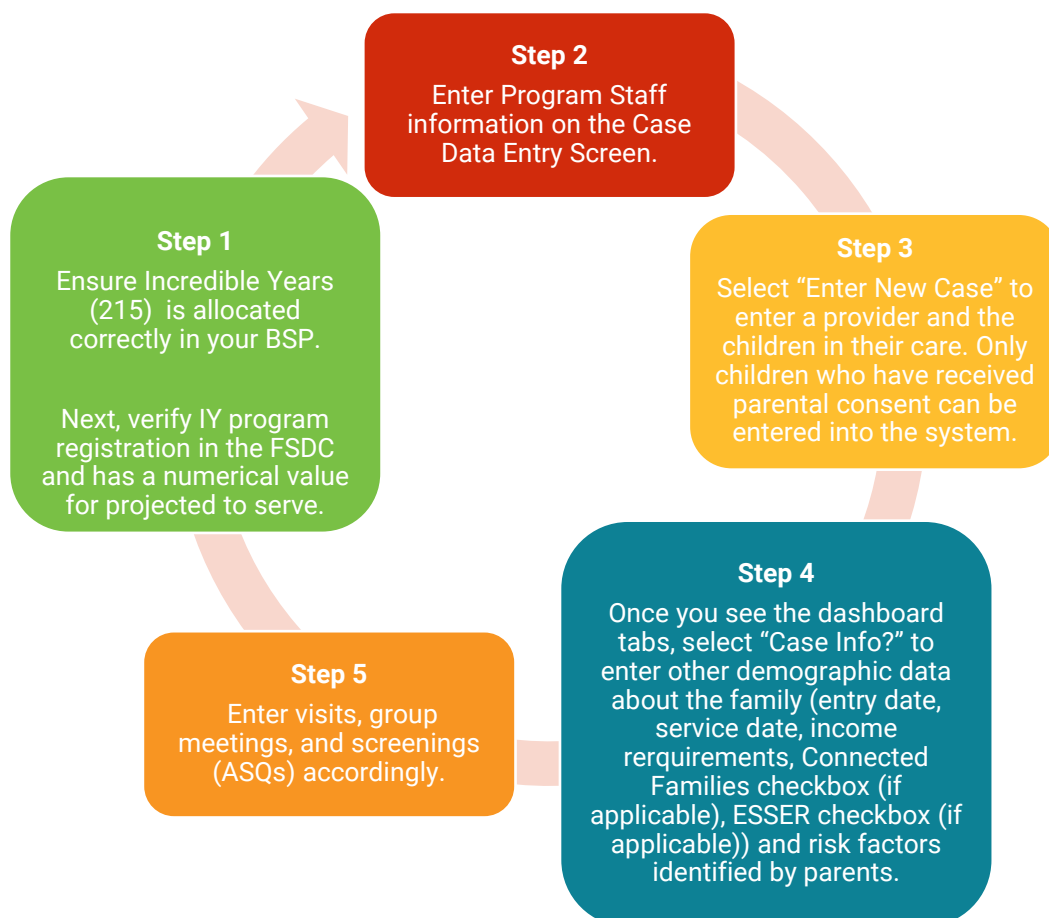 Step 1
Ensure Incredible Years
(215) is allocated
correctly in your BSP.
Next, verify IY program
registration in the FSDC
and has a numerical value
for projected to serve.
Step 2
Enter Program Staff
information on the Case
Data Entry Screen.
Step 3
Select “Enter New Case” to
enter a provider and the
children in their care. Only
children who have received
parental consent can be
entered into the system.
Step 4
Once you see the dashboard
tabs, select “Case Info?” to
enter other demographic data
about the family (entry date,
service date, income
rerquirements, Connected
Families checkbox (if
applicable), ESSER checkbox (if
applicable)) and risk factors
identified by parents.
Step 5
Enter visits, group
meetings, and screenings
(ASQs) accordingly.